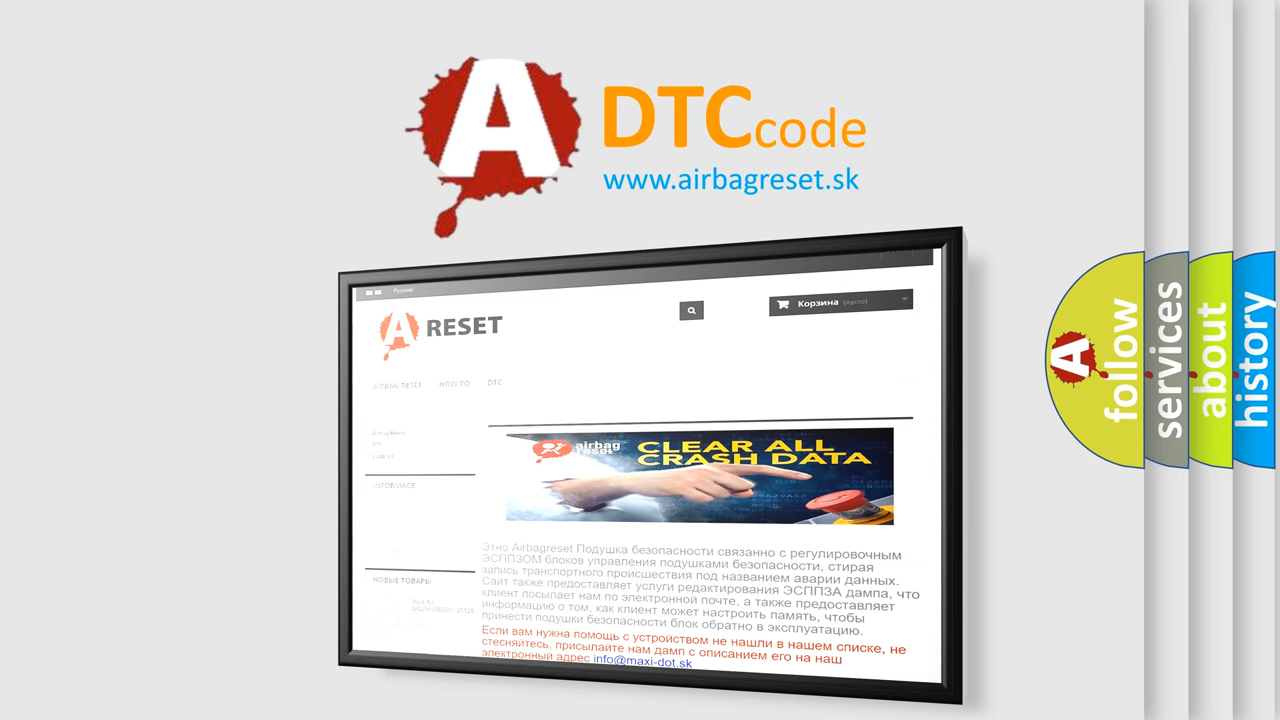 A
DTCcode
www.airbagreset.sk
Русский
A RESET
Корзина (пусто)
AIRBAG RESET HOW TO DTC
INFORMACE
НОВЫЕ ТОВАРЫ
airbag
reset
CLEAR ALL
CRASH DATA
Этно Airbagreset Подушка безопасности связанно с регулировочным
ЭСППЗОМ блоков управления подушками безопасности, стирая
запись транспортного происшествия под названием аварии данных.
Сайт также предоставляет услуги редактирования ЭСППЗА дампа, что
клиент посылает нам по электронной почте, а также предоставляет
информацию о том, как клиент может настроить память, чтобы
принести подушки безопасности блок обратно в эксплуатацию.
Если вам нужна помощь с устройством не нашли в нашем списке, не
стесняйтесь, присылайте нам дамп с описанием его на наш
электронный адрес info@maxi-dot.sk
A
follow
services
about
history